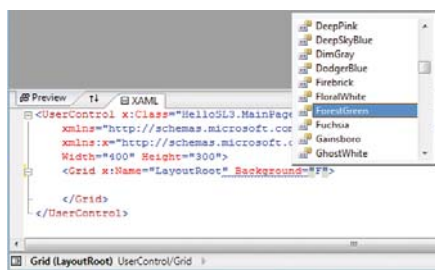 DeepPink
DeepSkyBlue
DimGray
DodgerBlue
Firebrick
FloralWhite
ForestGreen
Fuchsia
Gainsboro
GhostWhite
Preview
XAML
<UserControl x:Class="HelloSL3.MainPage
xmlns="http://schemas.microsoft.com
xmlns:x="http://schemas.microsoft.c
Width="400" Height="300">
<Grid x:Name="LayoutRoot" Background="F">
</Grid>
</UserControl>
Grid (LayoutRoot) UserControl/Grid